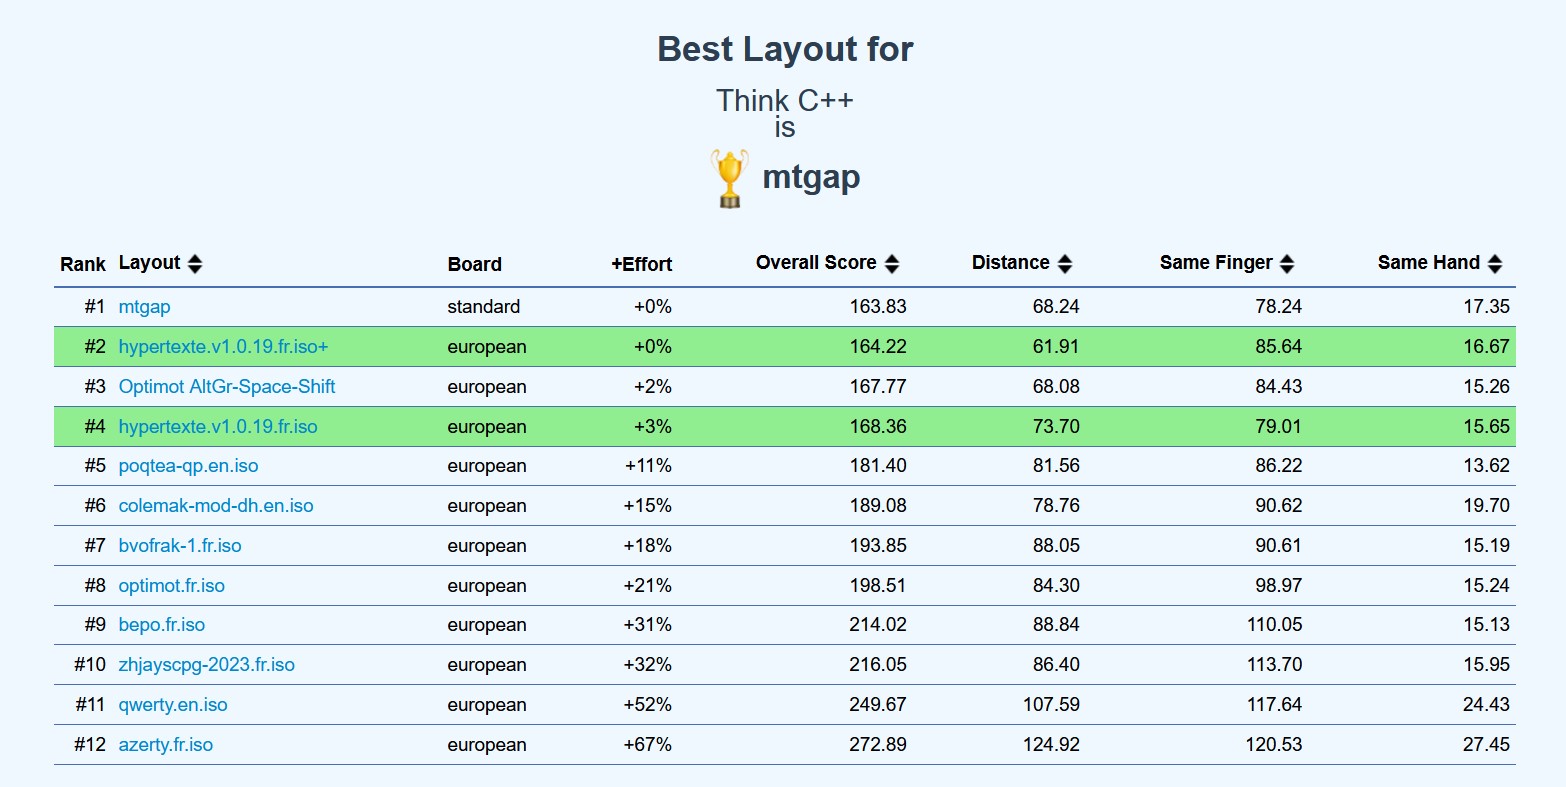 Best Layout for
Think C++
is
mtgap
Rank Layout Board +Effort Overall Score Distance Same Finger Same Hand
#1 mtgap standard +0% 163.83 68.24 78.24 17.35
#2 hypertexte.v1.0.19.fr.iso+ european +0% 164.22 61.91 85.64 16.67
#3 Optimot AltGr-Space-Shift european +2% 167.77 68.08 84.43 15.26
#4 hypertexte.v1.0.19.fr.iso european +3% 168.36 73.70 79.01 15.65
#5 poqtea-qp.en.iso european +11% 181.40 81.56 86.22 13.62
#6 colemak-mod-dh.en.iso european +15% 189.08 78.76 90.62 19.70
#7 bvofrak-1.fr.iso european +18% 193.85 88.05 90.61 15.19
#8 optimot.fr.iso european +21% 198.51 84.30 98.97 15.24
#9 bepo.fr.iso european +31% 214.02 88.84 110.05 15.13
#10 zhjayscpg-2023.fr.iso european +32% 216.05 86.40 113.70 15.95
#11 qwerty.en.iso european +52% 249.67 107.59 117.64 24.43
#12 azerty.fr.iso european +67% 272.89 124.92 120.53 27.45